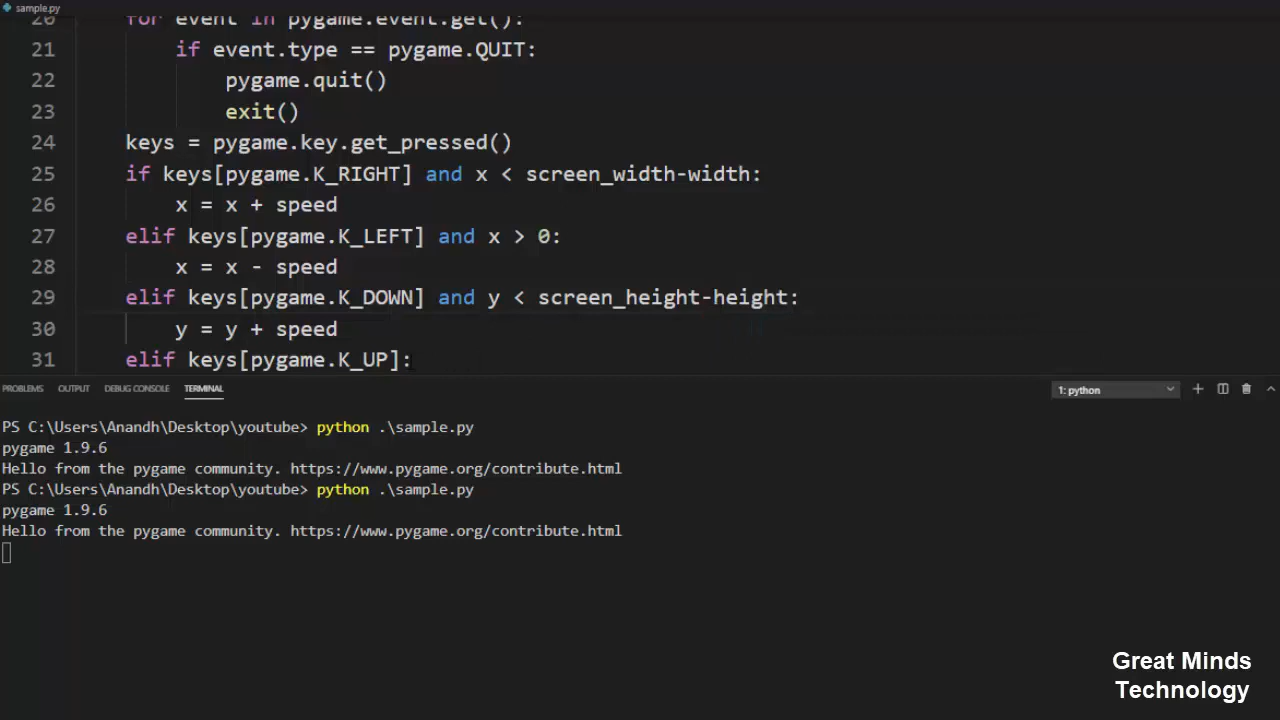 sample.py
20 for event in pygame.event.get():
21 if event.type == pygame.QUIT:
22 pygame.quit()
23 exit()
24 keys = pygame.key.get_pressed()
25 if keys[pygame.K_RIGHT] and x < screen_width-width:
26 x = x + speed
27 elif keys[pygame.K_LEFT] and x > 0:
28 x = x - speed
29 elif keys[pygame.K_DOWN] and y < screen_height-height:
30 y = y + speed
31 elif keys[pygame.K_UP]:
PROBLEMS OUTPUT DEBUG CONSOLE TERMINAL 1: python
PS C:\Users\Anandh\Desktop\youtube> python .\sample.py
pygame 1.9.6
Hello from the pygame community. https://www.pygame.org/contribute.html
PS C:\Users\Anandh\Desktop\youtube> python .\sample.py
pygame 1.9.6
Hello from the pygame community. https://www.pygame.org/contribute.html
Great Minds
Technology